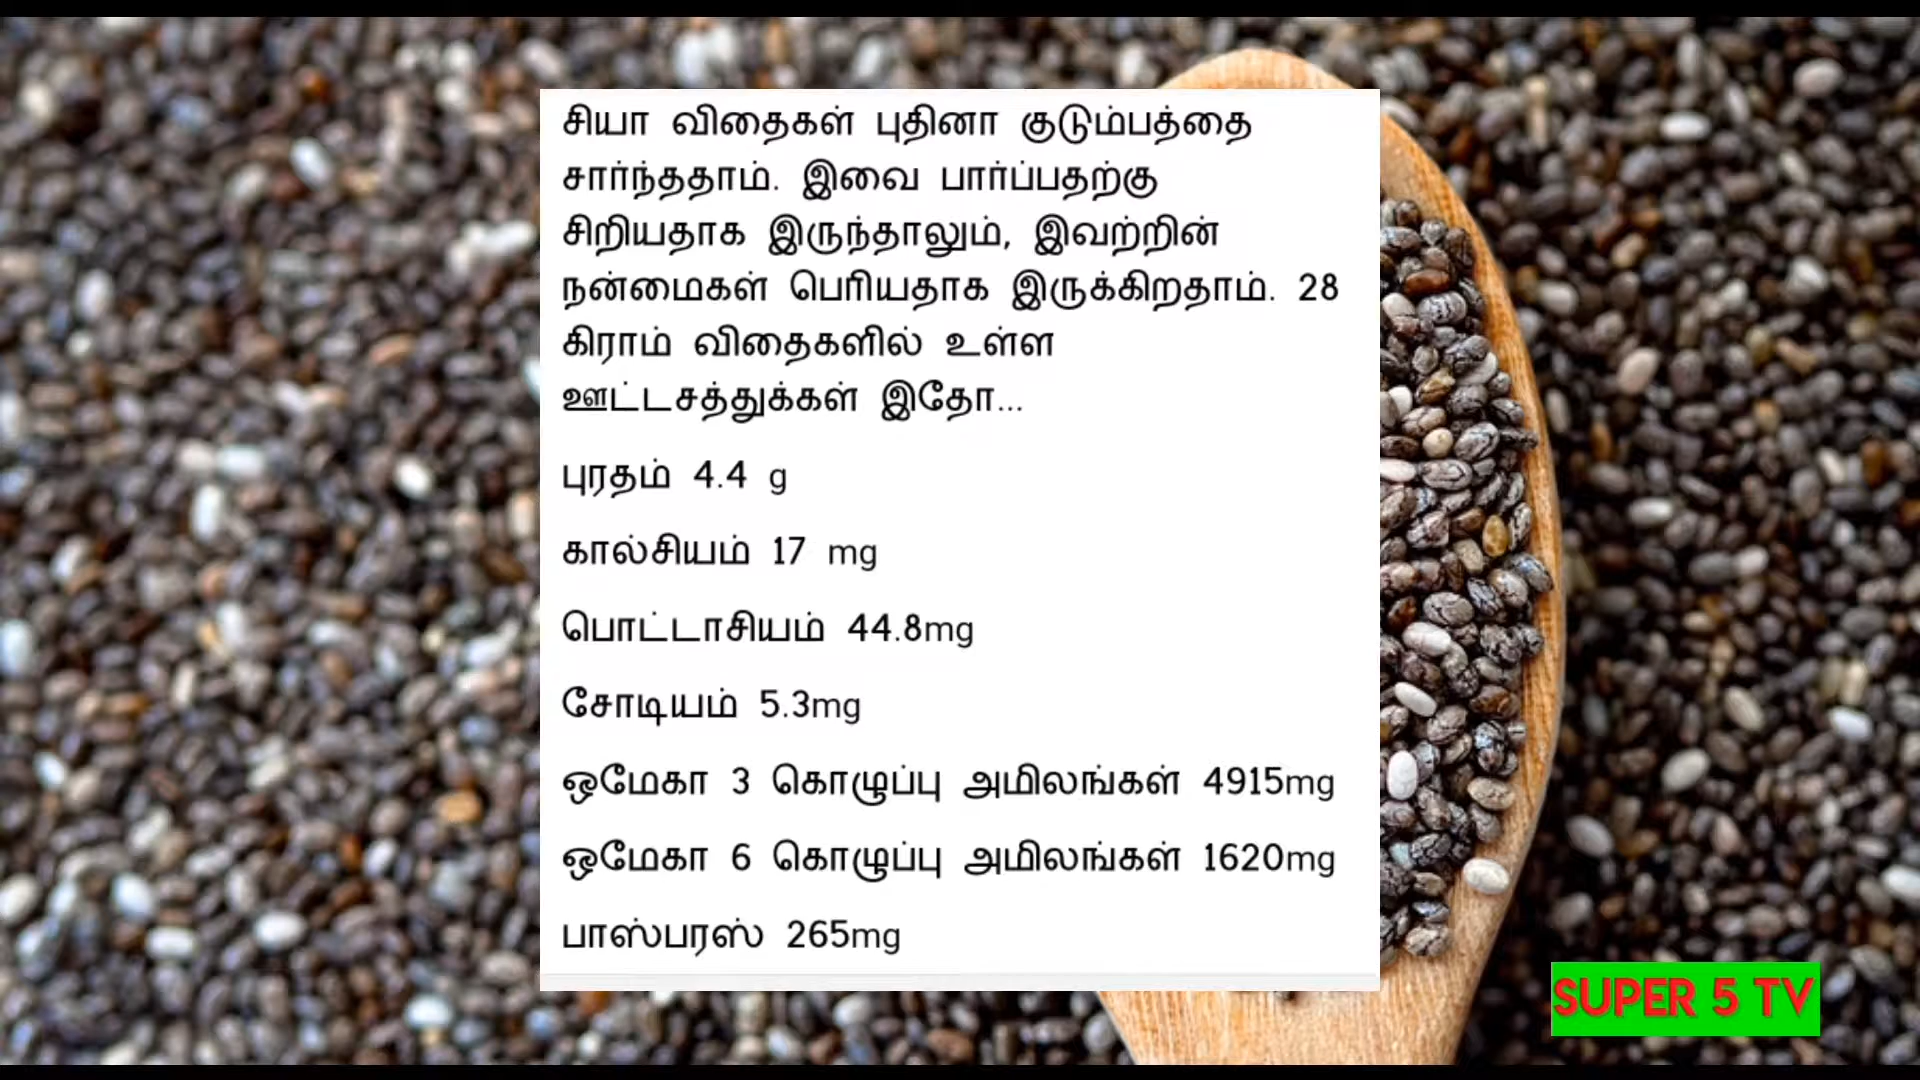 சியா விதைகள் புதினா குடும்பத்தை
சார்ந்ததாம். இவை பார்ப்பதற்கு
சிறியதாக இருந்தாலும், இவற்றின்
நன்மைகள் பெரியதாக இருக்கிறதாம். 28
கிராம் விதைகளில் உள்ள
ஊட்டசத்துக்கள் இதோ...
புரதம் 4.4 g
கால்சியம் 17 mg
பொட்டாசியம் 44.8mg
சோடியம் 5.3mg
ஒமேகா 3 கொழுப்பு அமிலங்கள் 4915mg
ஒமேகா 6 கொழுப்பு அமிலங்கள் 1620mg
பாஸ்பரஸ் 265mg
SUPER 5 TV